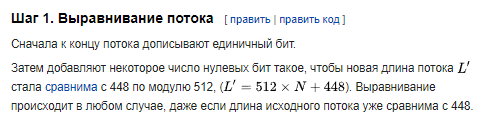 Шаг 1. Выравнивание потока [ править | править код ]
Сначала к концу потока дописывают единичный бит.
Затем добавляют некоторое число нулевых бит такое, чтобы новая длина потока L′
стала сравнима с 448 по модулю 512, (L′ = 512 × N + 448). Выравнивание
происходит в любом случае, даже если длина исходного потока уже сравнима с 448.